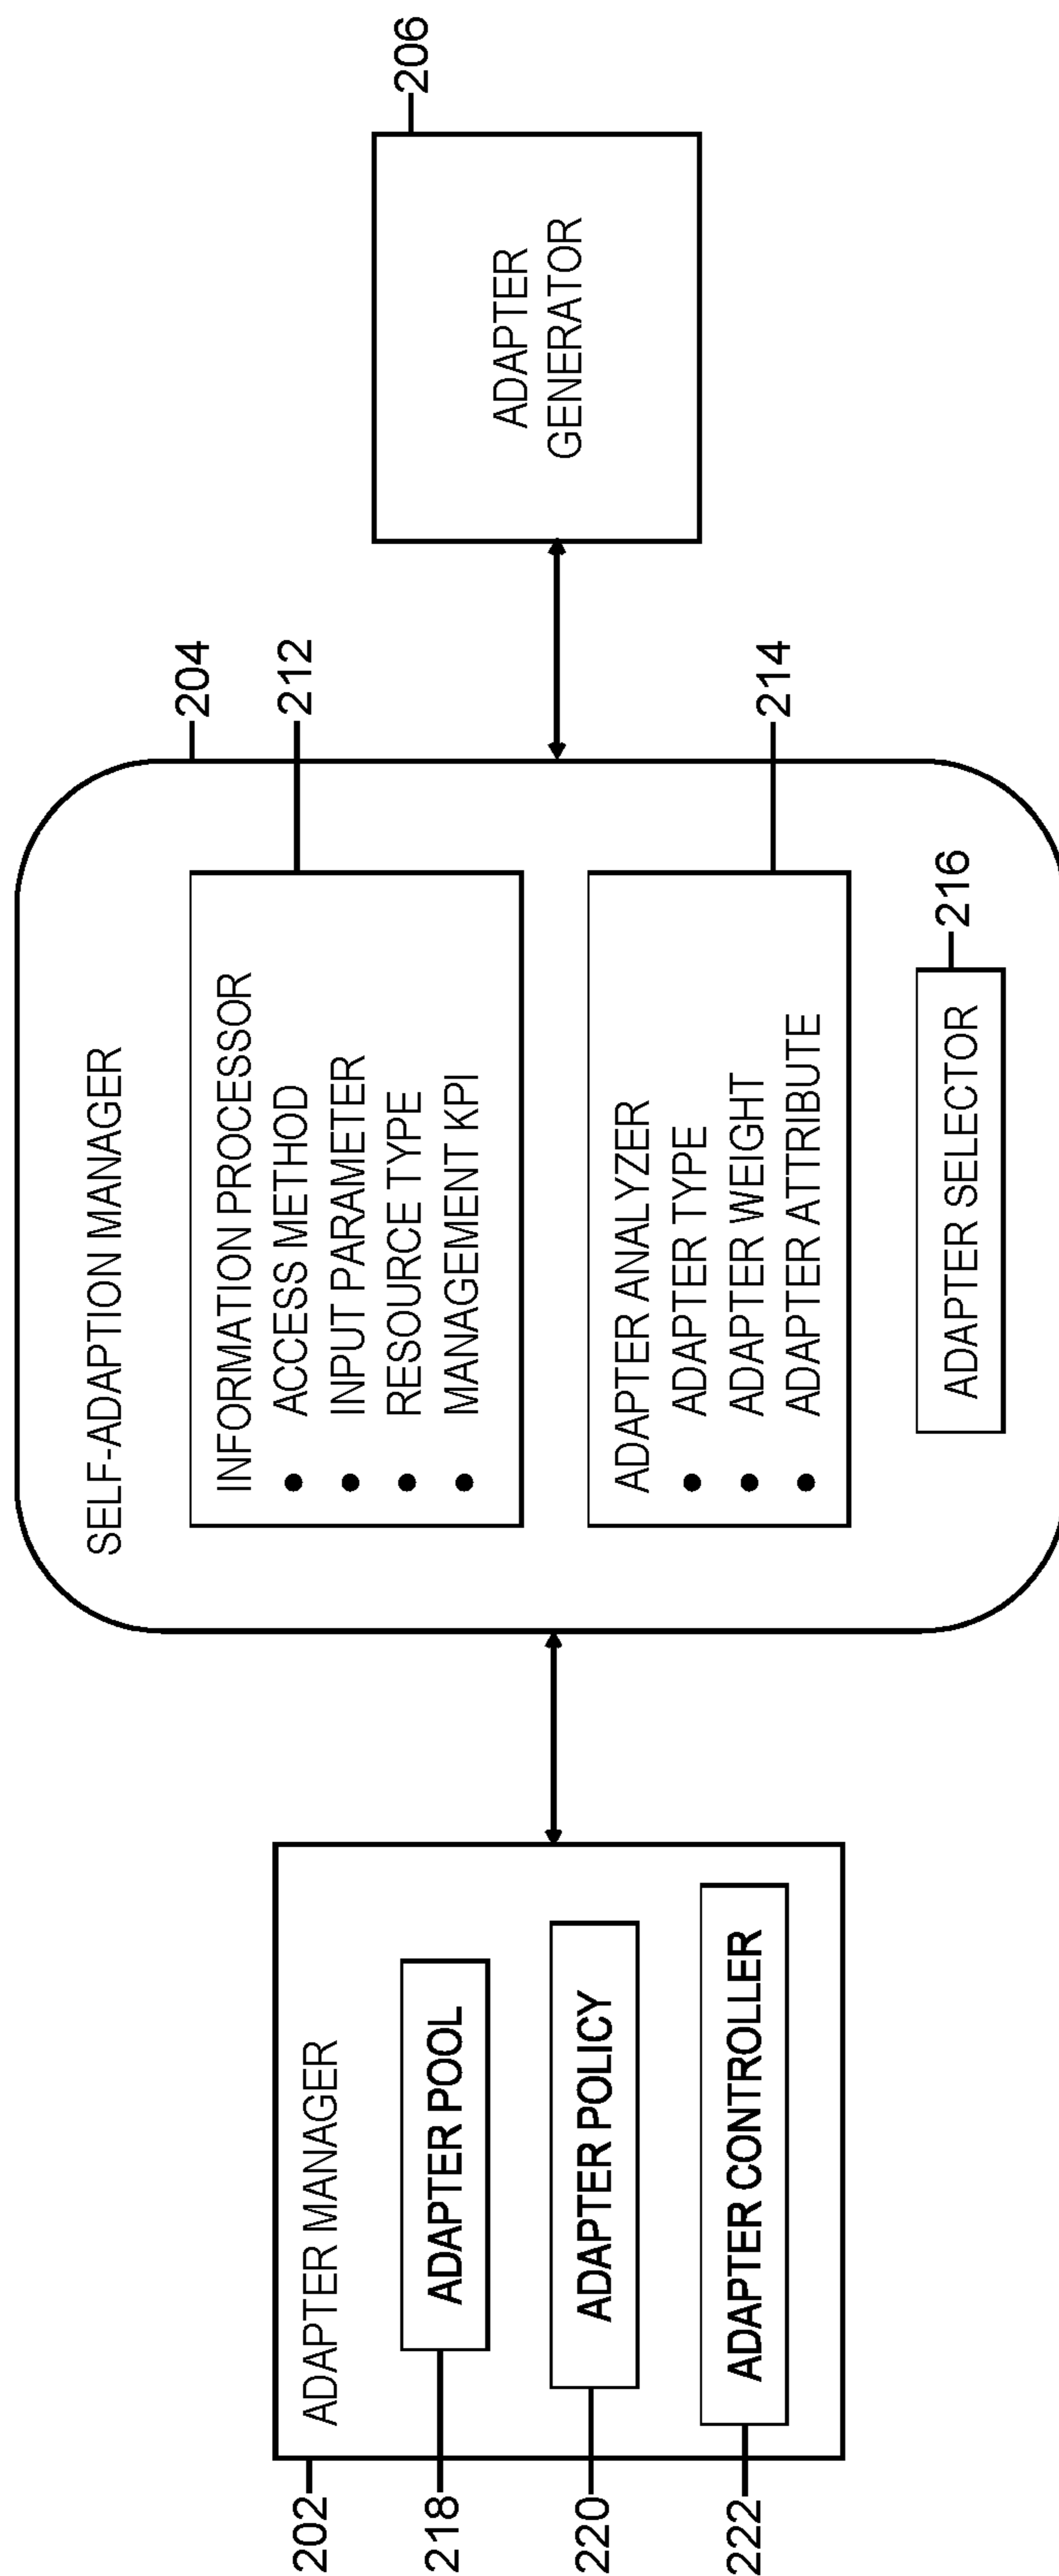 202
ADAPTER MANAGER
218
ADAPTER POOL
220
ADAPTER POLICY
222
ADAPTER CONTROLLER
204
SELF-ADAPTION MANAGER
212
INFORMATION PROCESSOR
• ACCESS METHOD
• INPUT PARAMETER
• RESOURCE TYPE
• MANAGEMENT KPI
214
ADAPTER ANALYZER
• ADAPTER TYPE
• ADAPTER WEIGHT
• ADAPTER ATTRIBUTE
216
ADAPTER SELECTOR
206
ADAPTER
GENERATOR